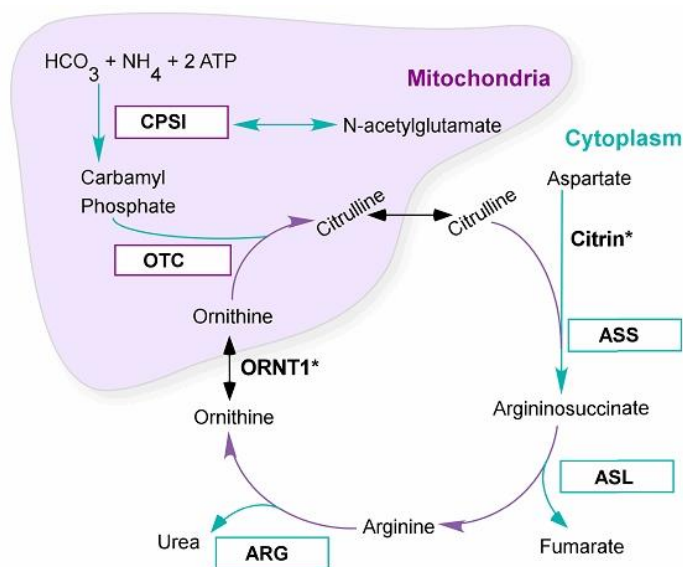 HCO3 + NH4 + 2 ATP
Mitochondria
CPSI
N-acetylglutamate
Cytoplasm
Carbamyl
Phosphate
Aspartate
Citrulline
Citrulline
Citrin*
OTC
Ornithine
ASS
ORNT1*
Ornithine
Argininosuccinate
ASL
Arginine
Urea
ARG
Fumarate